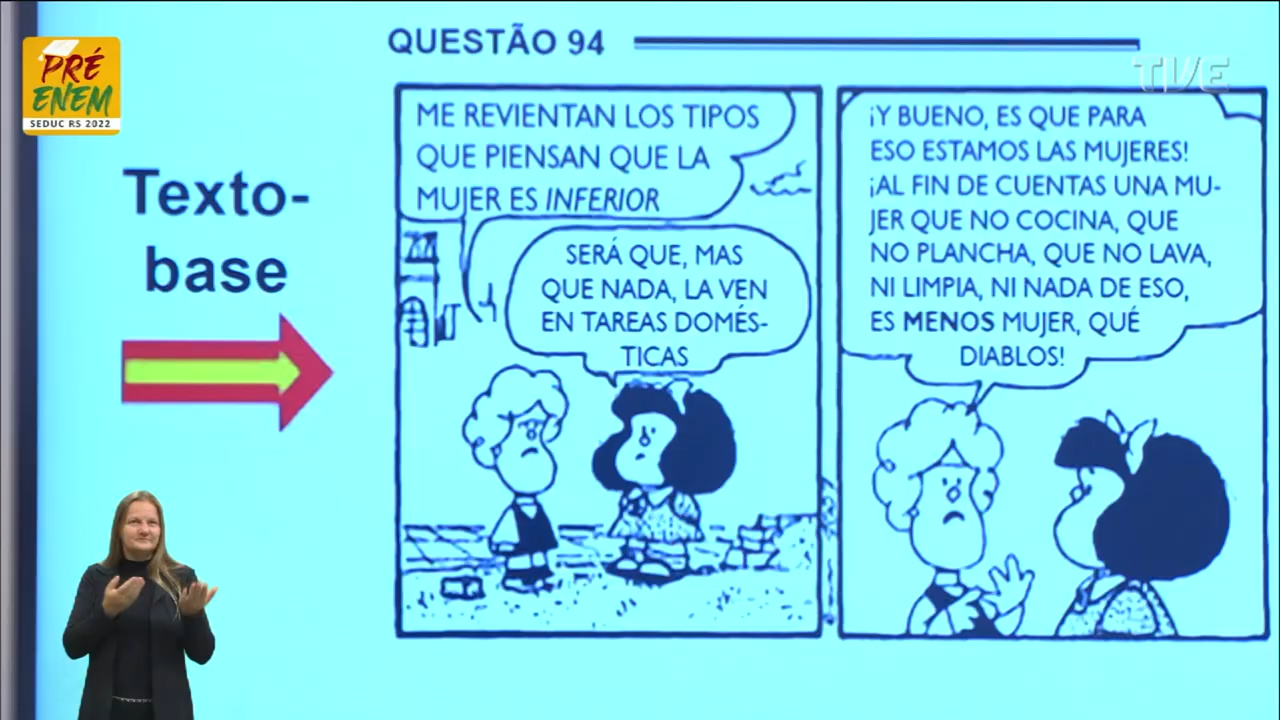 PRÉ
ENEM
SEDUC RS 2022
QUESTÃO 94
TVE
Texto-
base
ME REVIENTAN LOS TIPOS
QUE PIENSAN QUE LA
MUJER ES INFERIOR
SERÁ QUE, MAS
QUE NADA, LA VEN
EN TAREAS DOMÉS-
TICAS
¡Y BUENO, ES QUE PARA
ESO ESTAMOS LAS MUJERES!
¡AL FIN DE CUENTAS UNA MU-
JER QUE NO COCINA, QUE
NO PLANCHA, QUE NO LAVA,
NI LIMPIA, NI NADA DE ESO,
ES MENOS MUJER, QUÉ
DIABLOS!